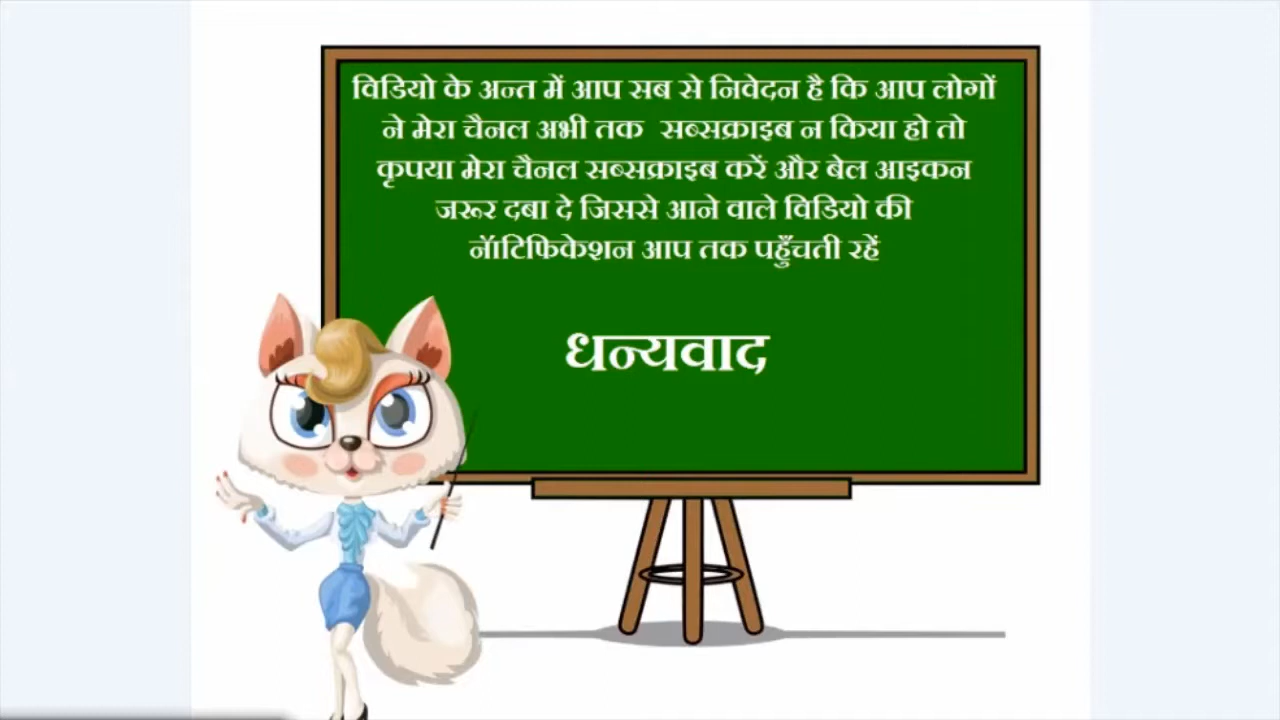 विडियो के अन्त में आप सब से निवेदन है कि आप लोगों
ने मेरा चैनल अभी तक सब्सक्राइब न किया हो तो
कृपया मेरा चैनल सब्सक्राइब करें और बेल आइकन
जरूर दबा दे जिससे आने वाले विडियो की
नॅाटिफिकेशन आप तक पहुँचती रहें
धन्यवाद